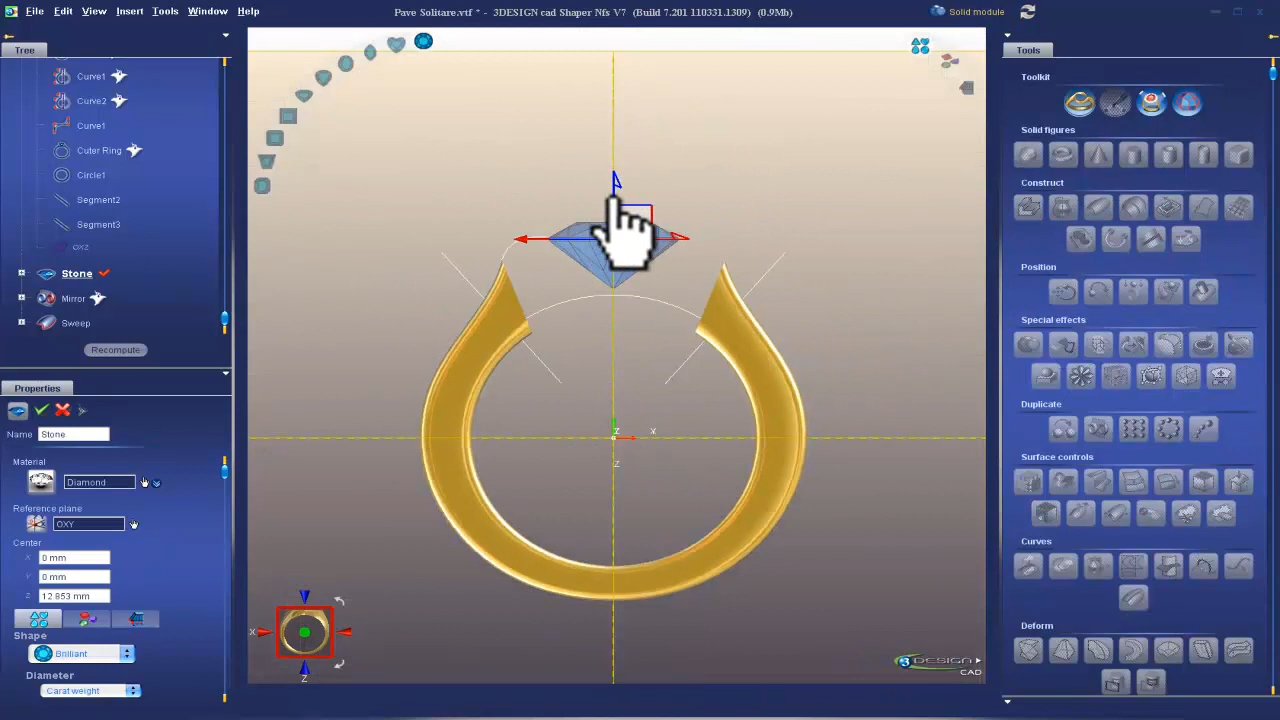 File Edit View Insert Tools Window Help
Pave Solitare.vtf * - 3DESIGN cad Shaper Nfs V7 (Build 7.201 110331.1309) (0.9Mb)
Solid module
Tree
Curve1
Curve2
Curve1
Cuter Ring
Circle1
Segment2
Segment3
OXZ
Stone
Mirror
Sweep
Recompute
Properties
Name Stone
Material
Diamond
Reference plane
OXY
Center
X 0 mm
Y 0 mm
Z 12.853 mm
Shape
Brilliant
Diameter
Carat weight
Z
X
Z
X
Z
3DESIGN
CAD
Tools
Toolkit
Solid figures
Construct
Position
Special effects
Duplicate
Surface controls
Curves
Deform